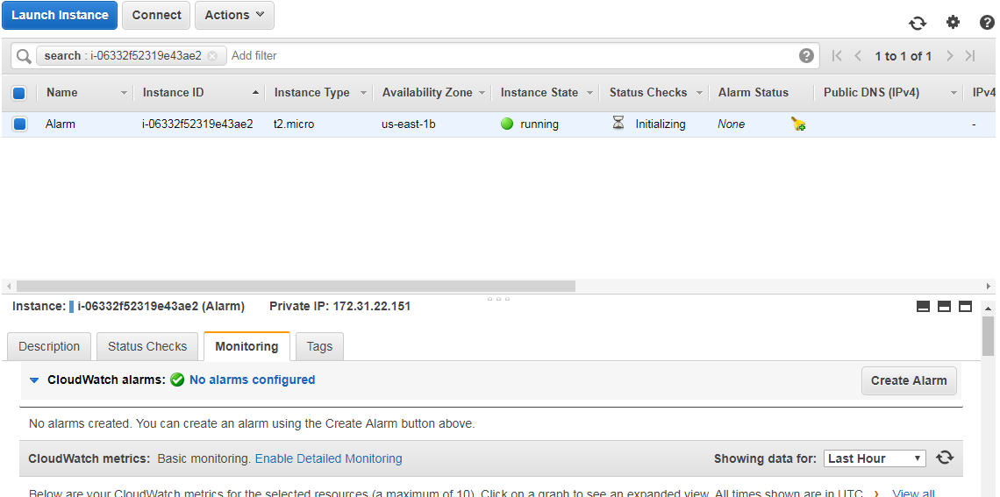 Launch Instance Connect Actions
search : i-06332f52319e43ae2 Add filter 1 to 1 of 1
Name Instance ID Instance Type Availability Zone Instance State Status Checks Alarm Status Public DNS (IPv4) IPv4
Alarm i-06332f52319e43ae2 t2.micro us-east-1b running Initializing None -
Instance: i-06332f52319e43ae2 (Alarm) Private IP: 172.31.22.151
Description Status Checks Monitoring Tags
CloudWatch alarms: No alarms configured Create Alarm
No alarms created. You can create an alarm using the Create Alarm button above.
CloudWatch metrics: Basic monitoring. Enable Detailed Monitoring Showing data for: Last Hour
Below are your CloudWatch metrics for the selected resources (a maximum of 10). Click on a graph to see an expanded view. All times shown are in UTC. View all